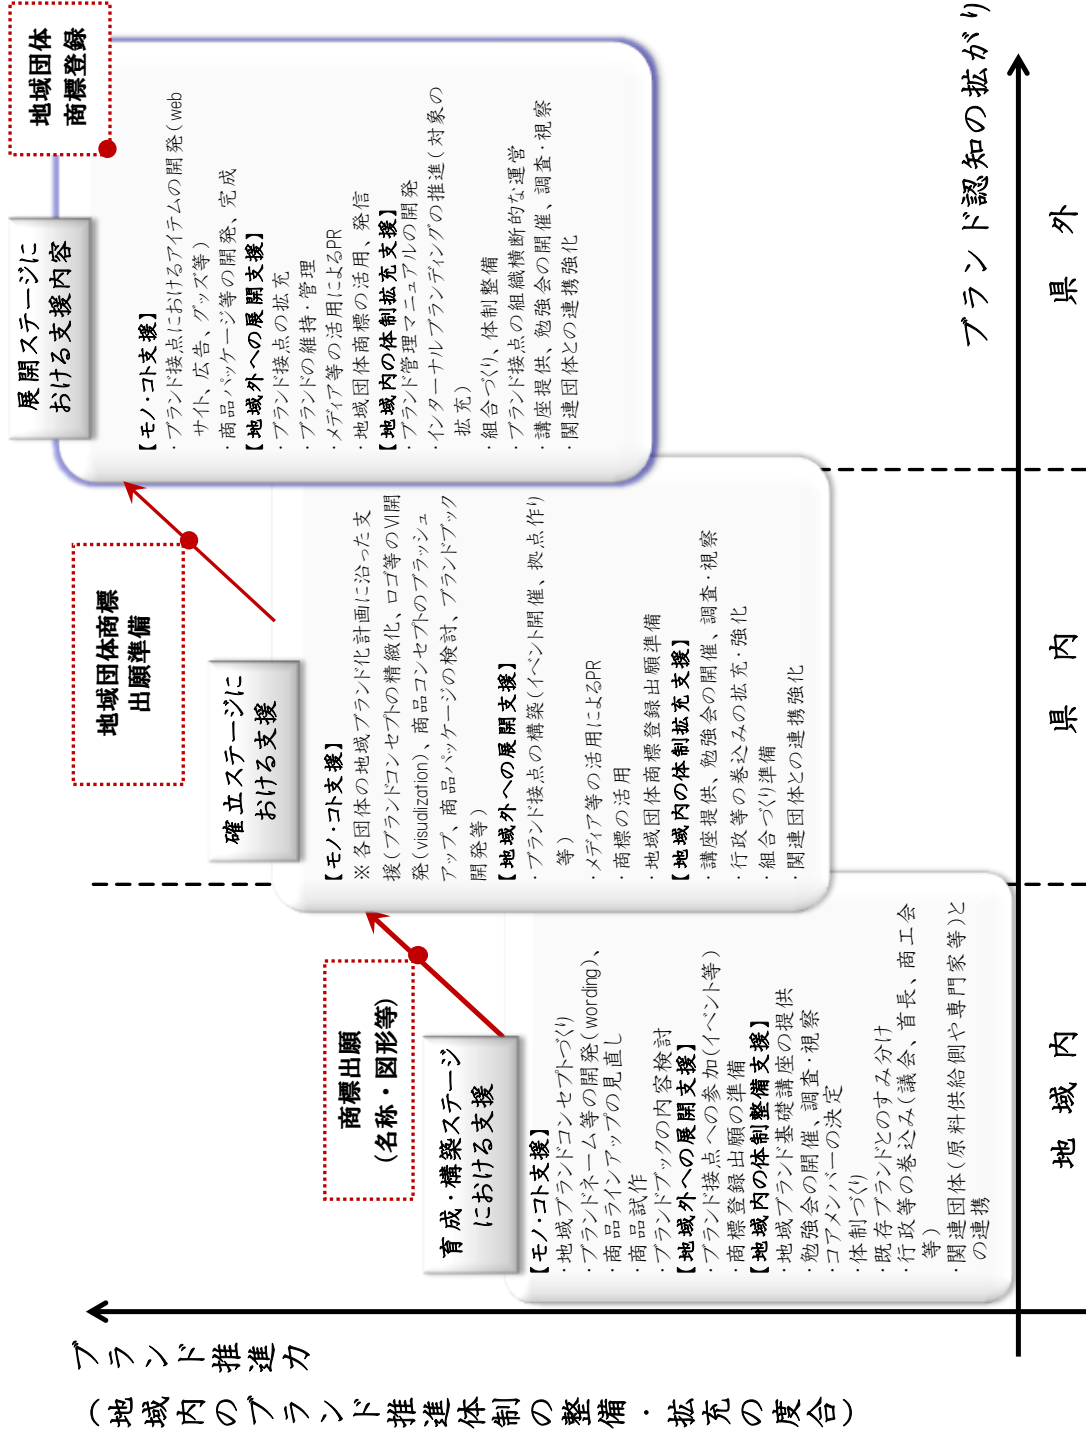 ブランド推進力
（地域内のブランド推進体制の整備・拡充の度合）
展開ステージに
おける支援内容
地域団体
商標登録
【モノ・コト支援】
・ブランド接点におけるアイテムの開発（web
サイト、広告、グッズ等）
・商品パッケージ等の開発、完成
【地域外への展開支援】
・ブランド接点の拡充
・ブランドの維持・管理
・メディア等の活用によるPR
・地域団体商標の活用、発信
【地域内の体制拡充支援】
・ブランド管理マニュアルの開発
・インターナルブランディングの推進（対象の
拡充）
・組合づくり、体制整備
・ブランド接点の組織横断的な運営
・講座提供、勉強会の開催、調査・視察
・関連団体との連携強化
地域団体商標
出願準備
確立ステージに
おける支援
【モノ・コト支援】
※各団体の地域ブランド化計画に沿った支
援（ブランドコンセプトの精緻化、ロゴ等のVI開
発（visualization）、商品コンセプトのブラッシュ
アップ、商品パッケージの検討、ブランドブック
開発等）
【地域外への展開支援】
・ブランド接点の構築（イベント開催、拠点作り
等）
・メディア等の活用によるPR
・商標の活用
・地域団体商標登録出願準備
【地域内の体制拡充支援】
・講座提供、勉強会の開催、調査・視察
・行政等の巻込みの拡充・強化
・組合づくり準備
・関連団体との連携強化
商標出願
（名称・図形等）
育成・構築ステージ
における支援
【モノ・コト支援】
・地域ブランドコンセプトづくり
・ブランドネーム等の開発（wording）、
商品ラインアップの見直し
・商品試作
・ブランドブックの内容検討
【地域外への展開支援】
・ブランド接点への参加（イベント等）
・商標登録出願の準備
【地域内の体制整備支援】
・地域ブランド基礎講座の提供
・勉強会の開催、調査・視察
・コアメンバーの決定
・体制づくり
・既存ブランドとのすみ分け
・行政等の巻込み（議会、首長、商工会
等）
・関連団体（原料供給側や専門家等）と
の連携
ブランド認知の拡がり
地域内
県内
県外